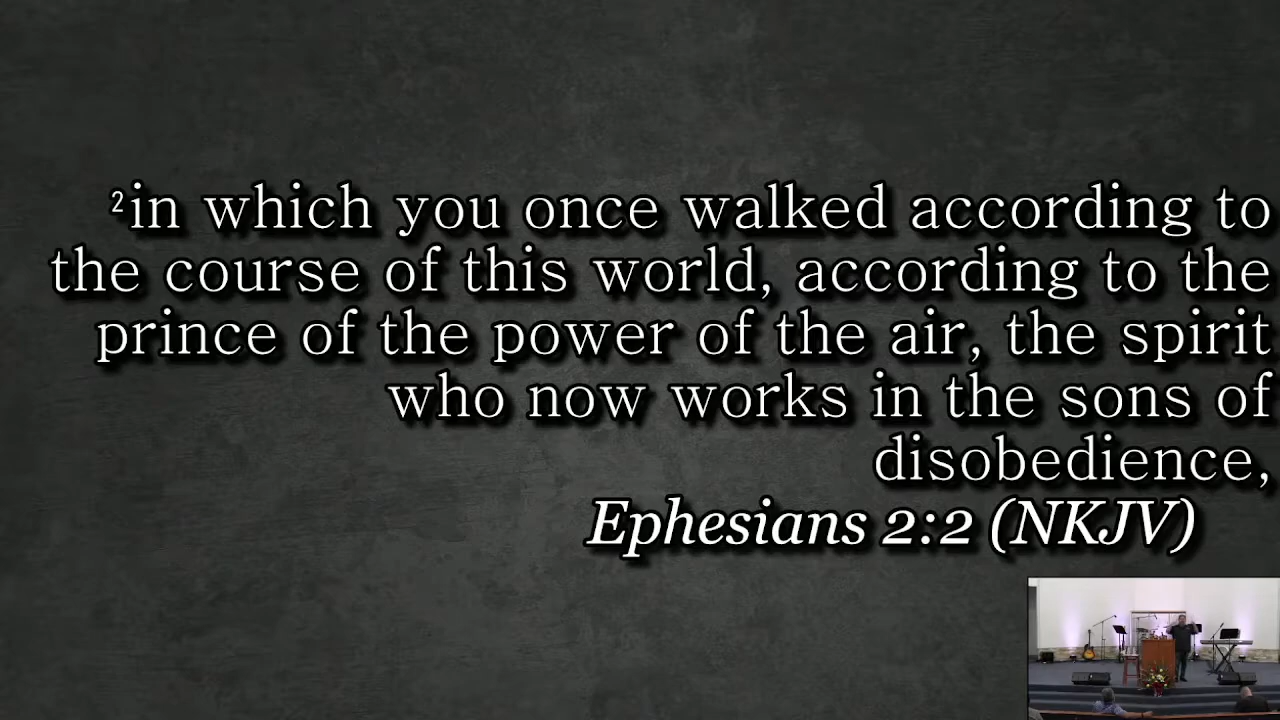 ²in which you once walked according to
the course of this world, according to the
prince of the power of the air, the spirit
who now works in the sons of
disobedience,
Ephesians 2:2 (NKJV)